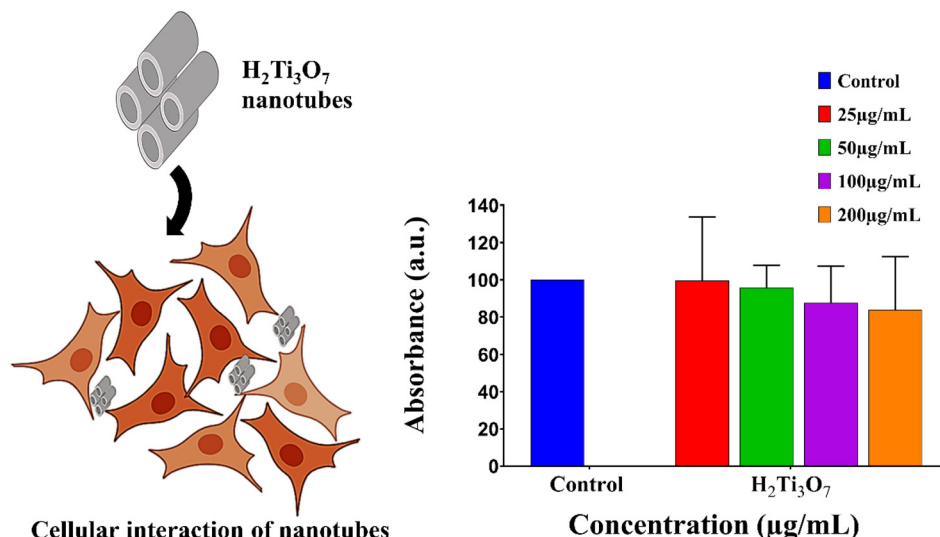 H₂Ti₃O₇
nanotubes
Cellular interaction of nanotubes
Control
25μg/mL
50μg/mL
100μg/mL
200μg/mL
Absorbance (a.u.)
140
120
100
80
60
40
20
0
Control
H₂Ti₃O₇
Concentration (μg/mL)